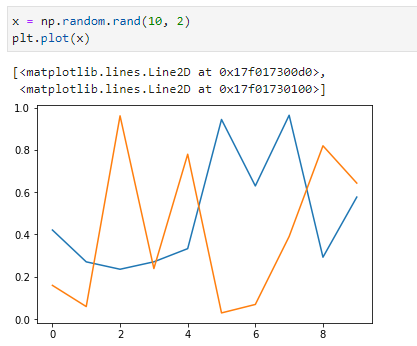 x = np.random.rand(10, 2)
plt.plot(x)
[<matplotlib.lines.Line2D at 0x17f017300d0>,
<matplotlib.lines.Line2D at 0x17f01730100>]
1.0
0.8
0.6
0.4
0.2
0.0
0 2 4 6 8